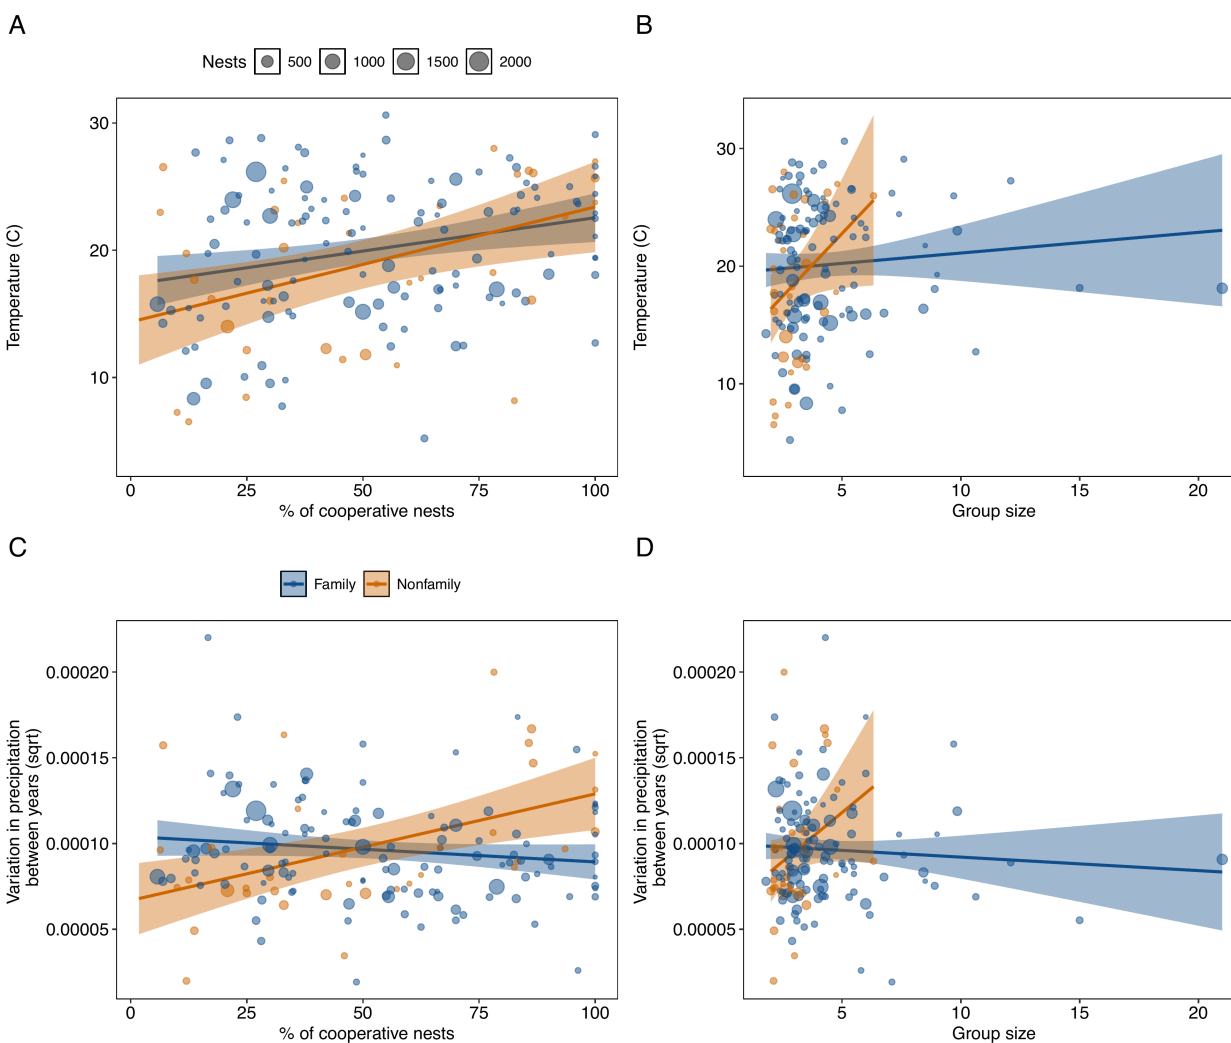 A
B
Nests 500 1000 1500 2000
30
20
10
Temperature (C)
0 25 50 75 100
% of cooperative nests
30
20
10
Temperature (C)
5 10 15 20
Group size
C
D
Family Nonfamily
0.00020
0.00015
0.00010
0.00005
Variation in precipitation
between years (sqrt)
0 25 50 75 100
% of cooperative nests
0.00020
0.00015
0.00010
0.00005
Variation in precipitation
between years (sqrt)
5 10 15 20
Group size